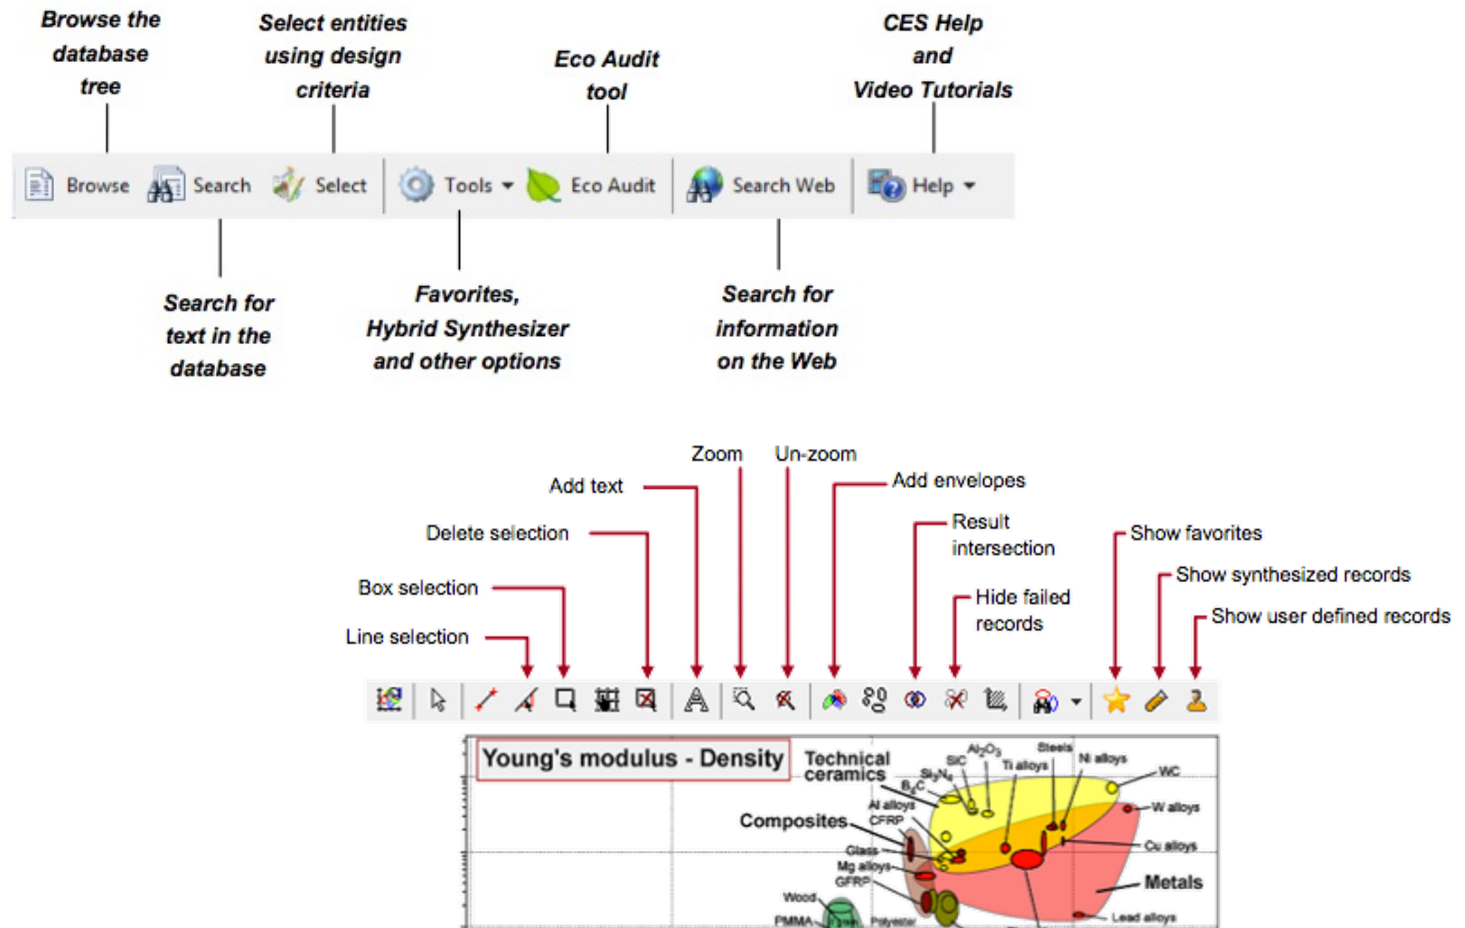 Browse the
database
tree
Select entities
using design
criteria
Eco Audit
tool
CES Help
and
Video Tutorials
Browse
Search
Select
Tools
Eco Audit
Search Web
Help
Search for
text in the
database
Favorites,
Hybrid Synthesizer
and other options
Search for
information
on the Web
Zoom
Un-zoom
Add text
Add envelopes
Delete selection
Result
intersection
Show favorites
Box selection
Hide failed
records
Show synthesized records
Line selection
Show user defined records
A
Young's modulus - Density
Technical
ceramics
Al2O3
Steels
SiC
Ti alloys
Ni alloys
Si3N4
WC
B4C
Al alloys
W alloys
Composites
CFRP
Glass
Cu alloys
Mg alloys
GFRP
Metals
Wood
PMMA
Polyester
Lead alloys